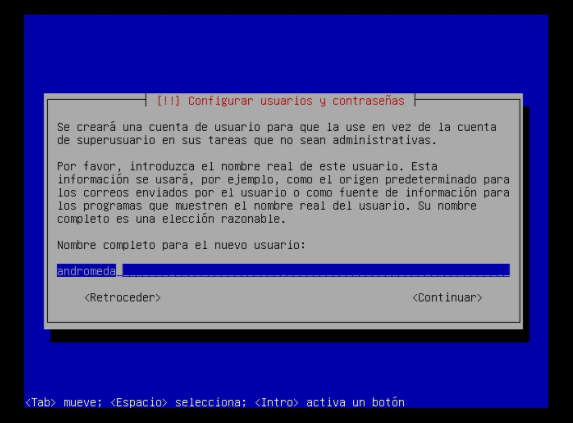 [!!] Configurar usuarios y contraseñas
Se creará una cuenta de usuario para que la use en vez de la cuenta
de superusuario en sus tareas que no sean administrativas.
Por favor, introduzca el nombre real de este usuario. Esta
información se usará, por ejemplo, como el origen predeterminado para
los correos enviados por el usuario o como fuente de información para
los programas que muestren el nombre real del usuario. Su nombre
completo es una elección razonable.
Nombre completo para el nuevo usuario:
andromeda
<Retroceder> <Continuar>
<Tab> mueve; <Espacio> selecciona; <Intro> activa un botón